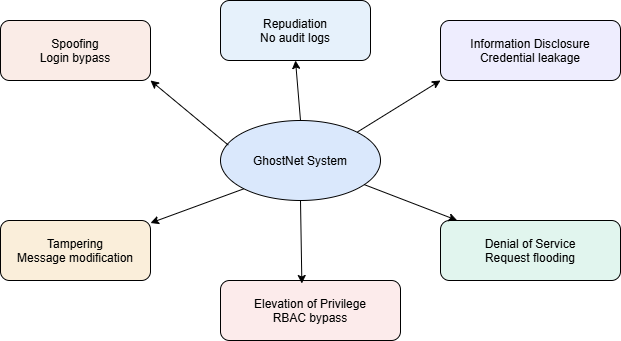 Repudiation
No audit logs
Spoofing
Login bypass
Information Disclosure
Credential leakage
GhostNet System
Tampering
Message modification
Denial of Service
Request flooding
Elevation of Privilege
RBAC bypass